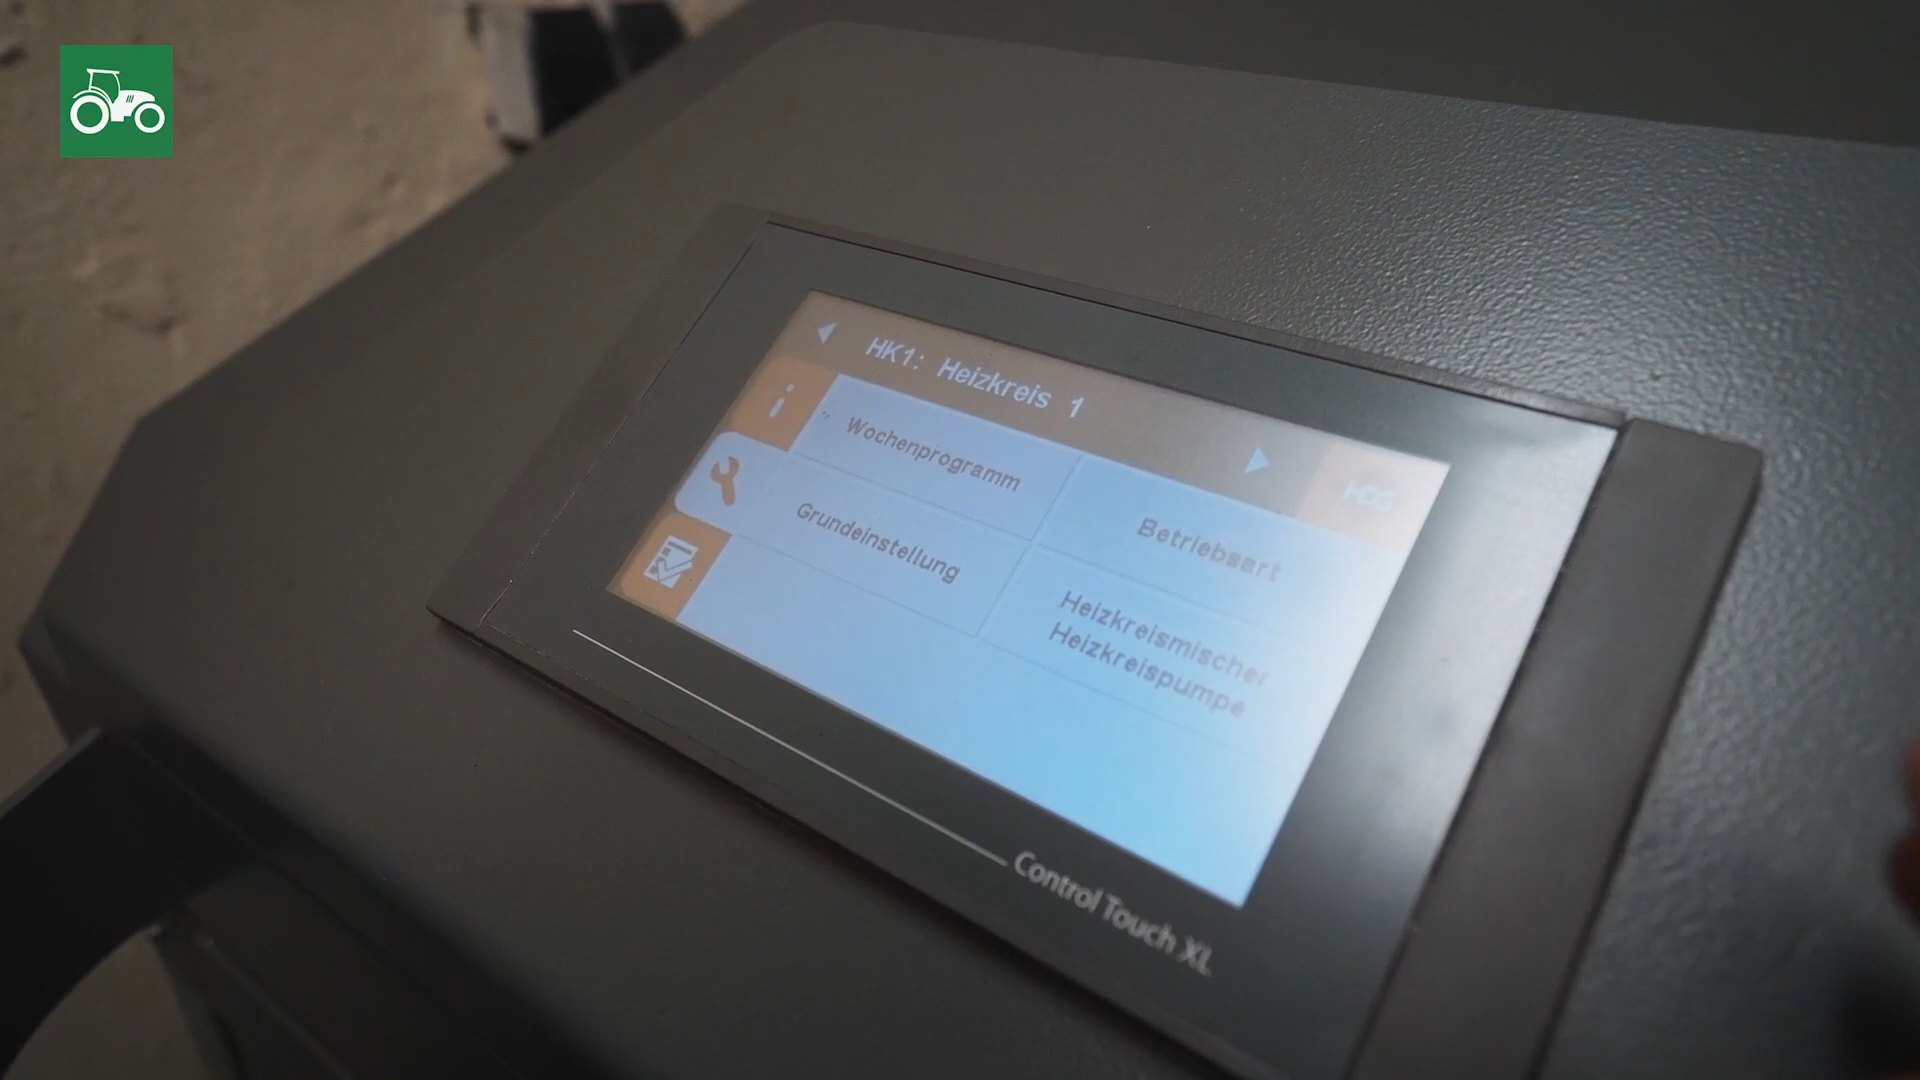 HK1: Heizkreis 1
i
Wochenprogramm
Betriebsart
Grundeinstellung
Heizkreismischer
Heizkreispumpe
Control Touch XL